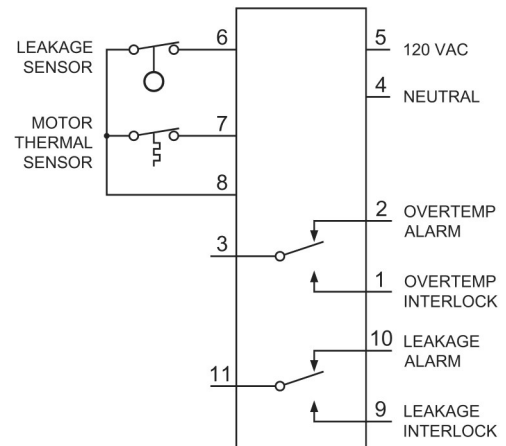 LEAKAGE
SENSOR
6
5
120 VAC
4
NEUTRAL
MOTOR
THERMAL
SENSOR
7
8
3
2
OVERTEMP
ALARM
1
OVERTEMP
INTERLOCK
10
LEAKAGE
ALARM
11
9
LEAKAGE
INTERLOCK